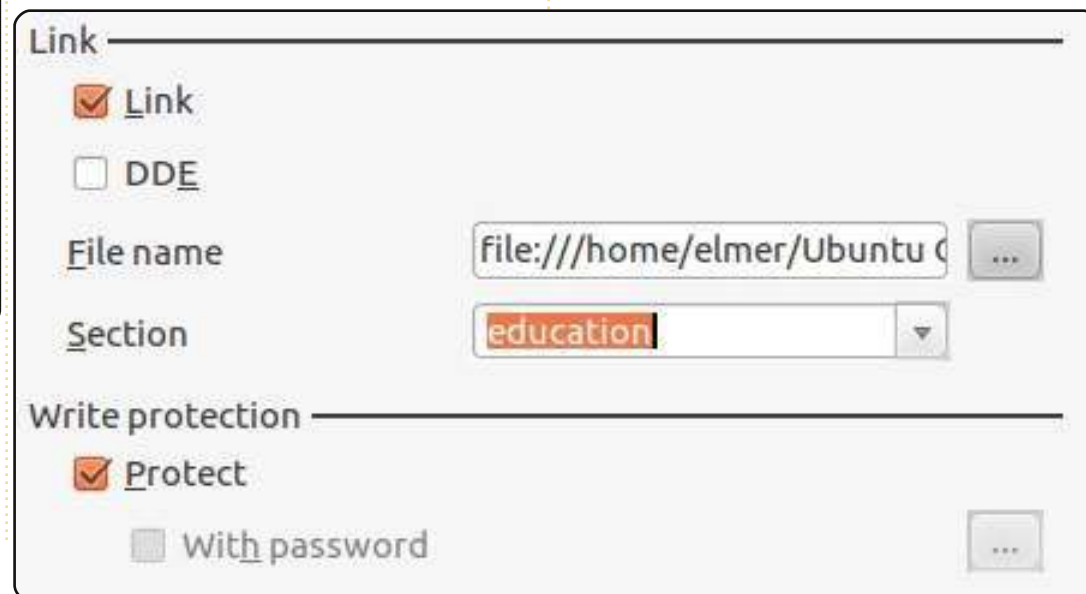 Link
Link
DDE
File name file:///home/elmer/Ubuntu ...
Section education
Write protection
Protect
With password ...